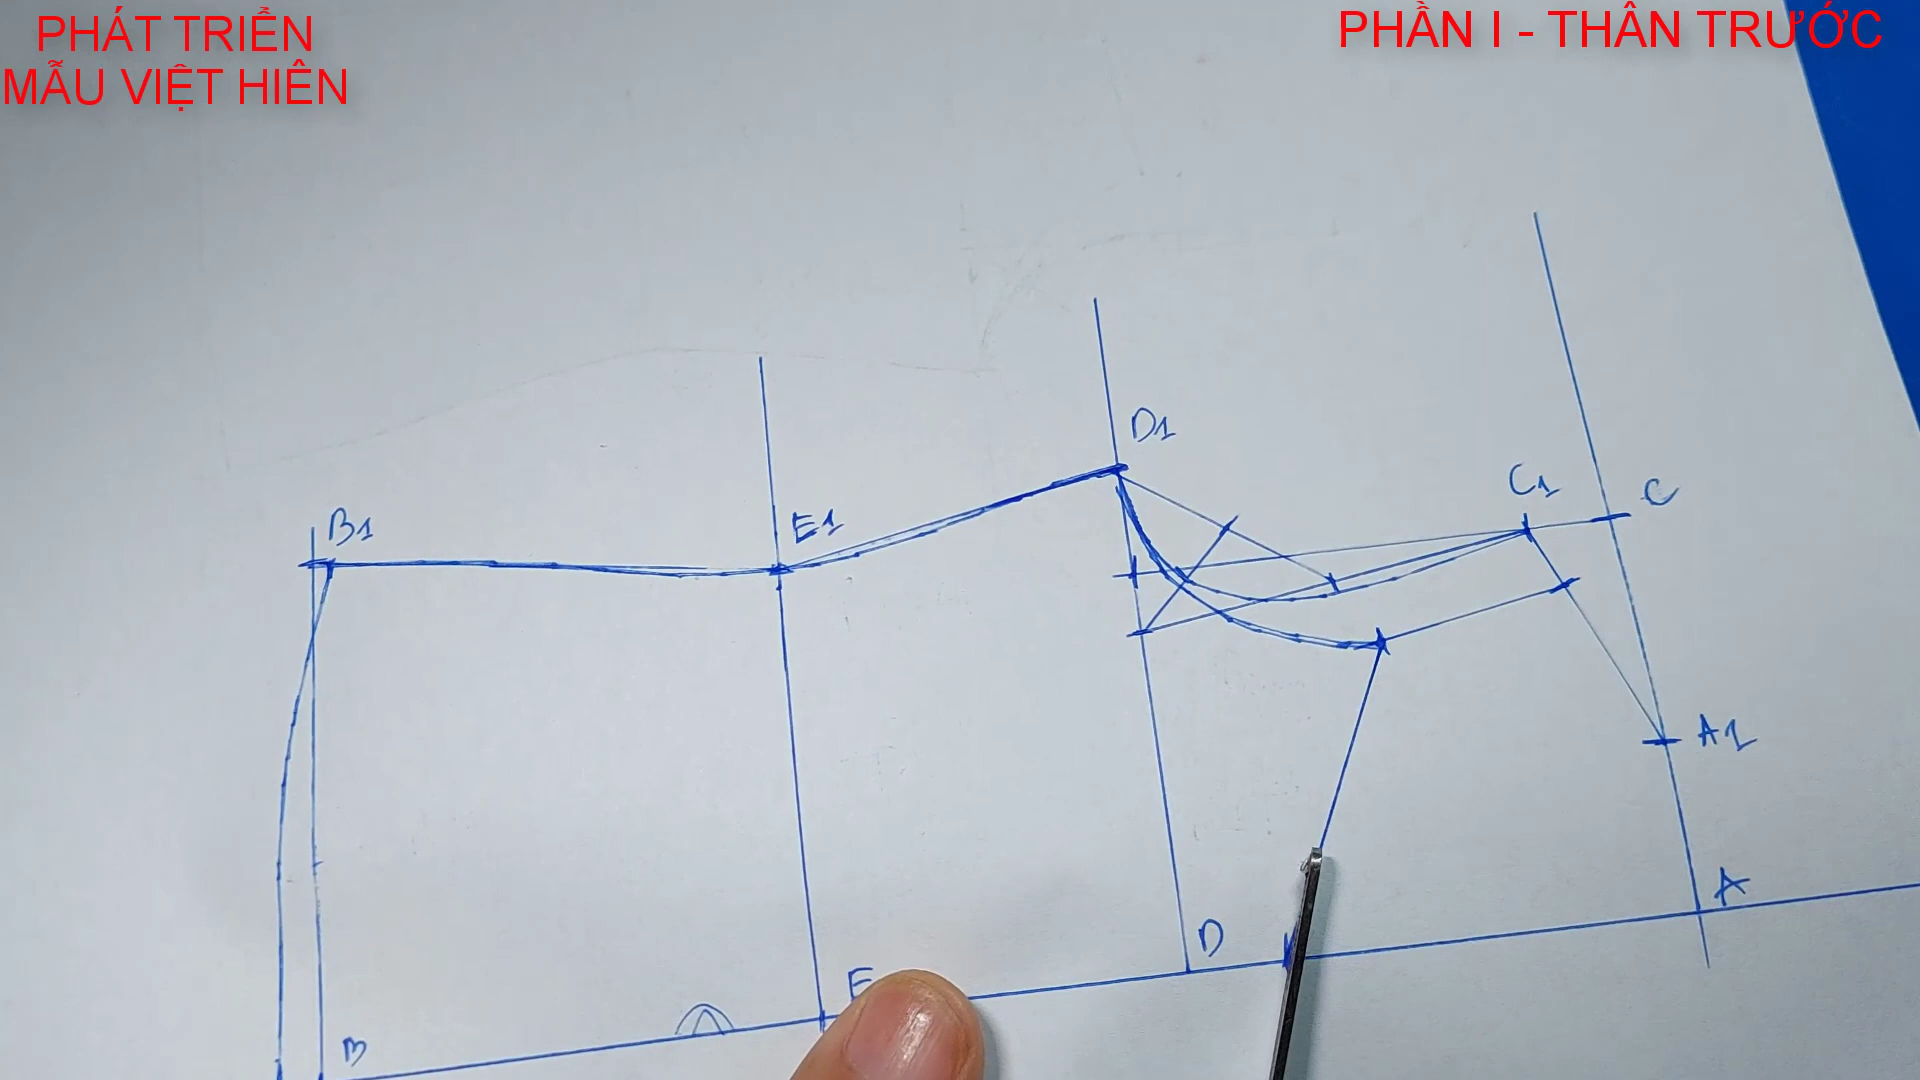 PHÁT TRIỂN
MẪU VIỆT HIÊN
PHẦN I - THÂN TRƯỚC
D1
C1
C
B1
E1
A1
A
D
E
B